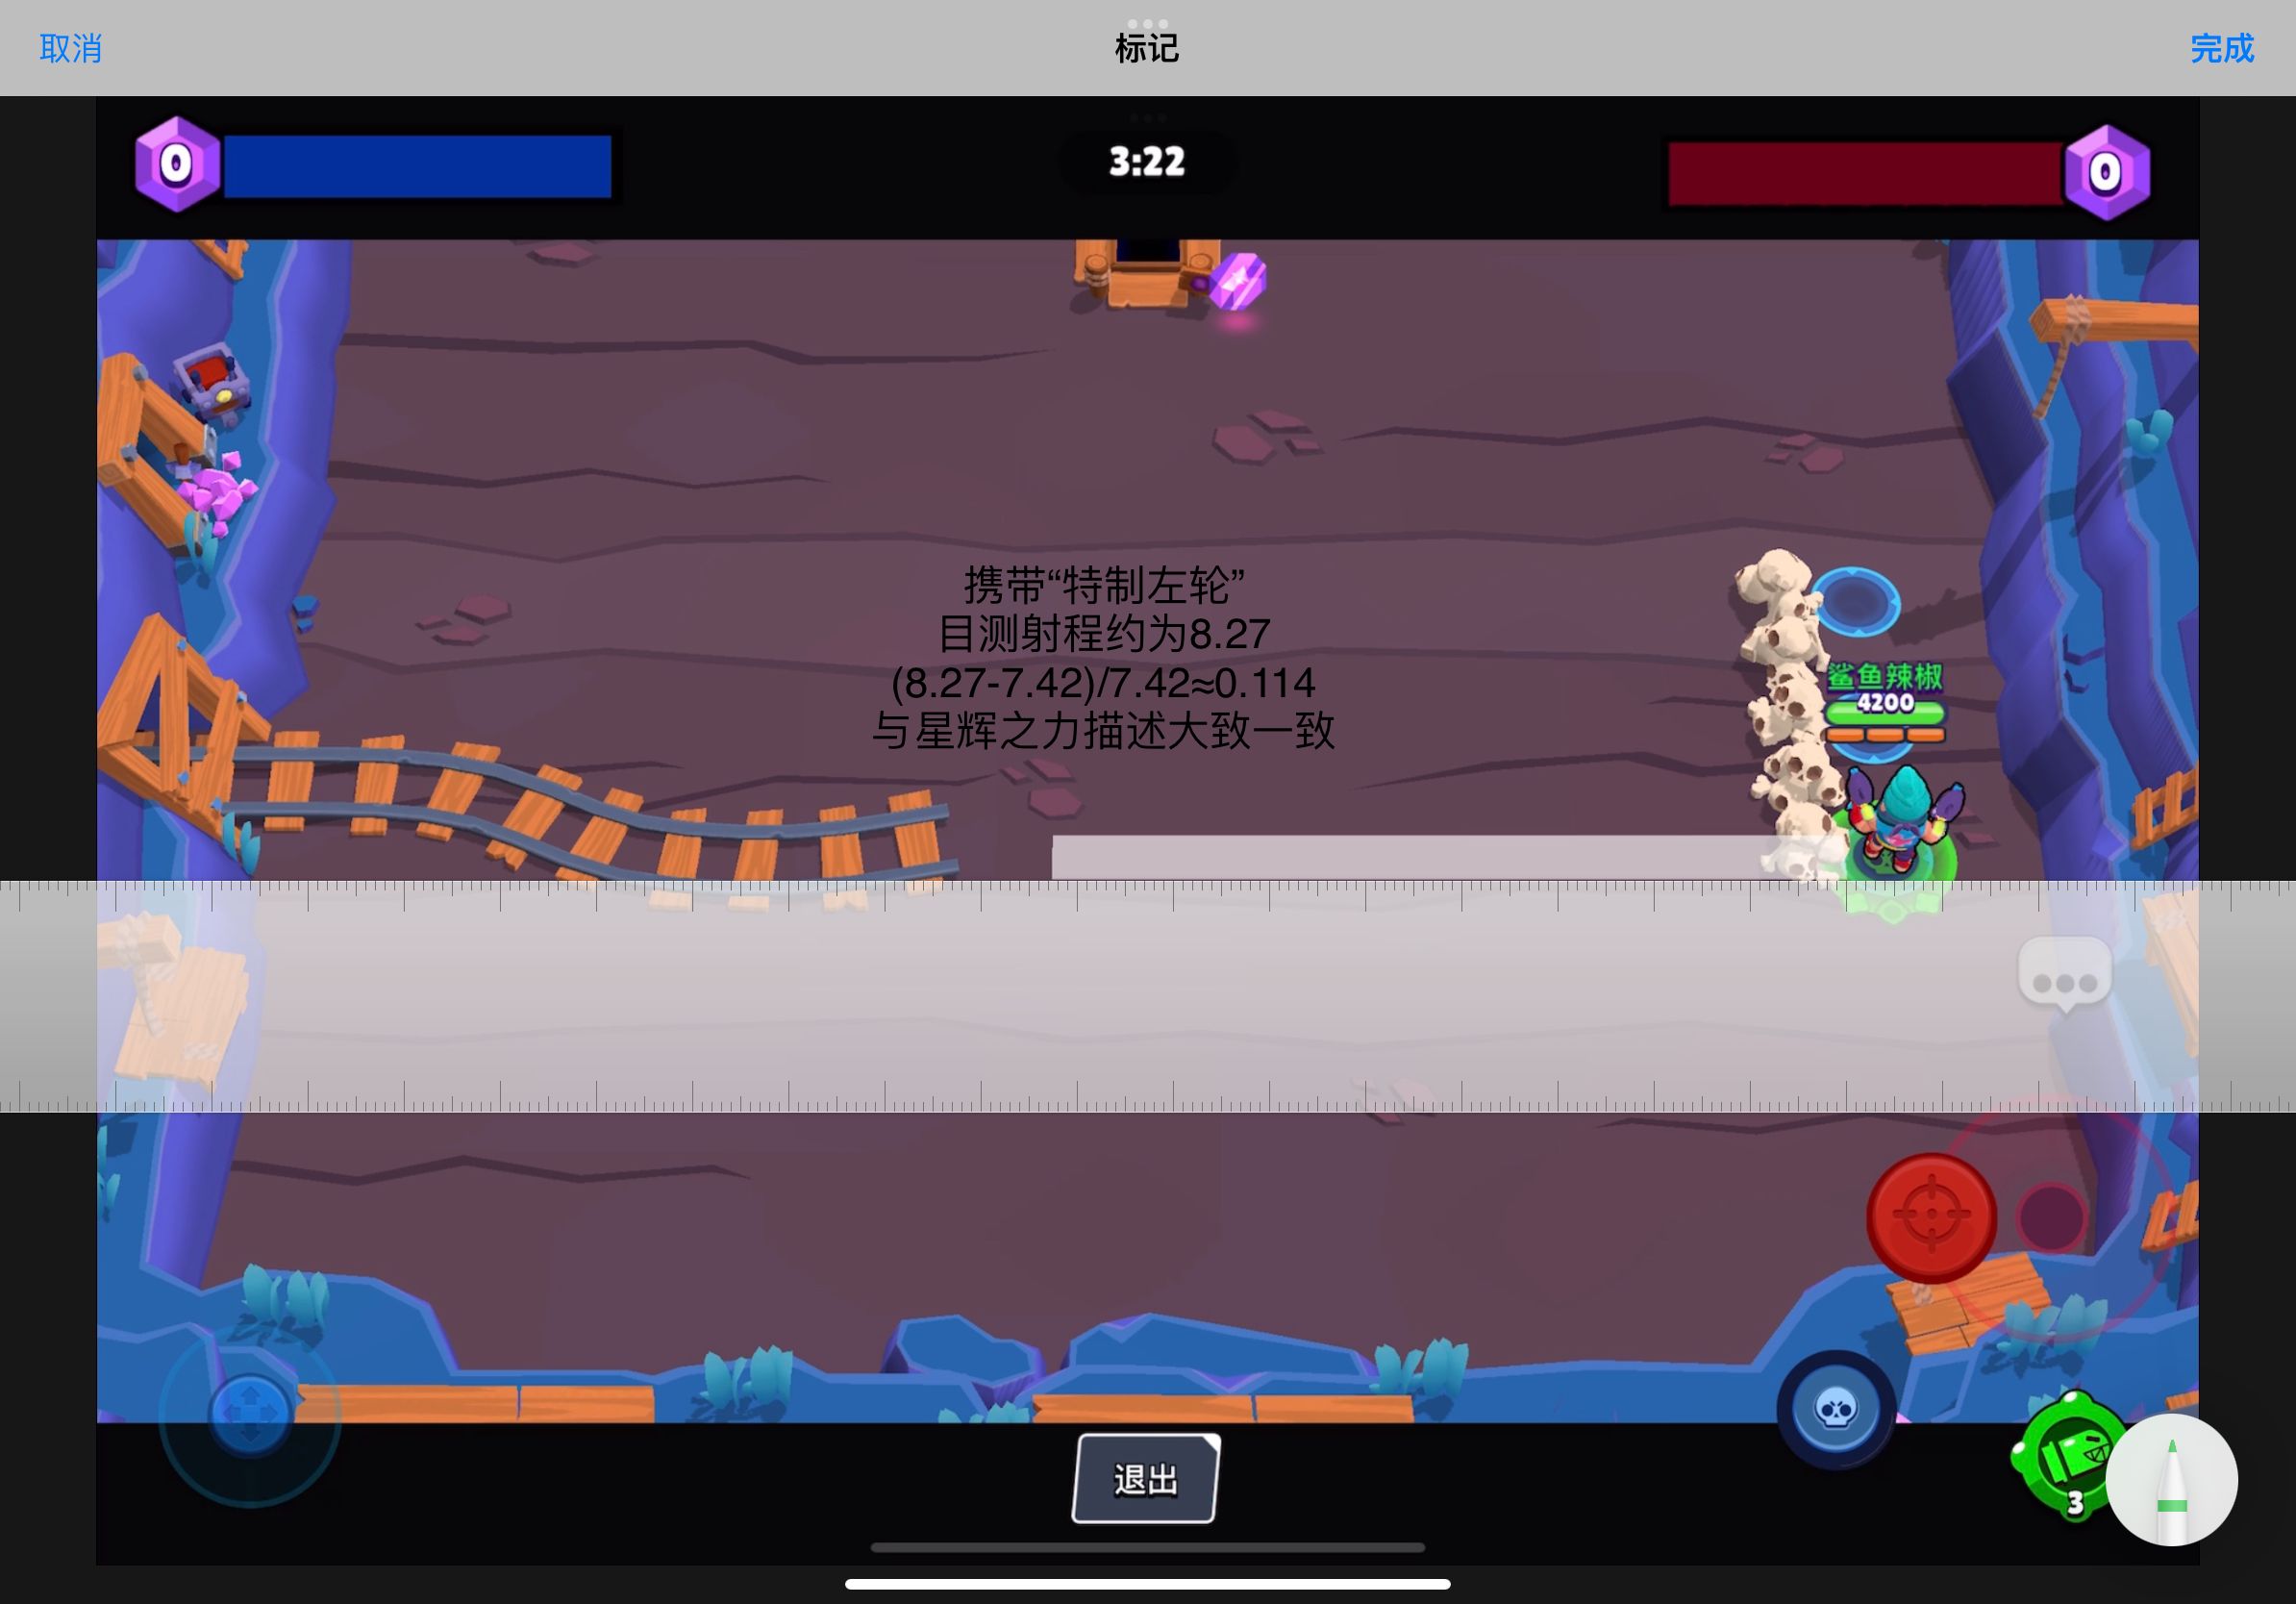 取消
标记
完成
0
3:22
0
携带“特制左轮”
目测射程约为8.27
(8.27-7.42)/7.42≈0.114
与星辉之力描述大致一致
鲨鱼辣椒
4200
退出
3